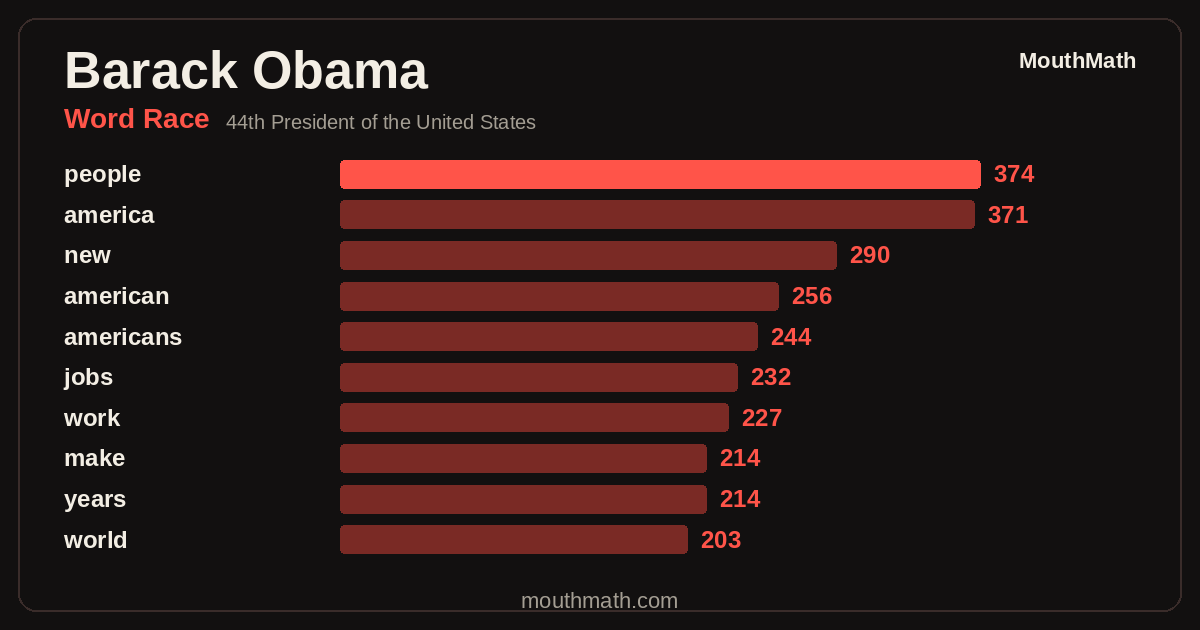 Barack Obama
MouthMath
Word Race 44th President of the United States
people 374
america 371
new 290
american 256
americans 244
jobs 232
work 227
make 214
years 214
world 203
mouthmath.com